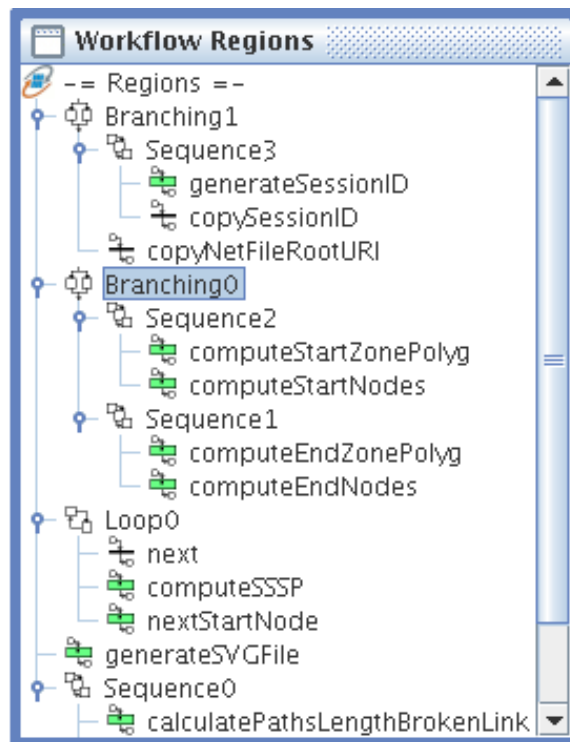 Workflow Regions
-= Regions =-
Branching1
Sequence3
generateSessionID
copySessionID
copyNetFileRootURI
Branching0
Sequence2
computeStartZonePolyg
computeStartNodes
Sequence1
computeEndZonePolyg
computeEndNodes
Loop0
next
computeSSSP
nextStartNode
generateSVGFile
Sequence0
calculatePathsLengthBrokenLink